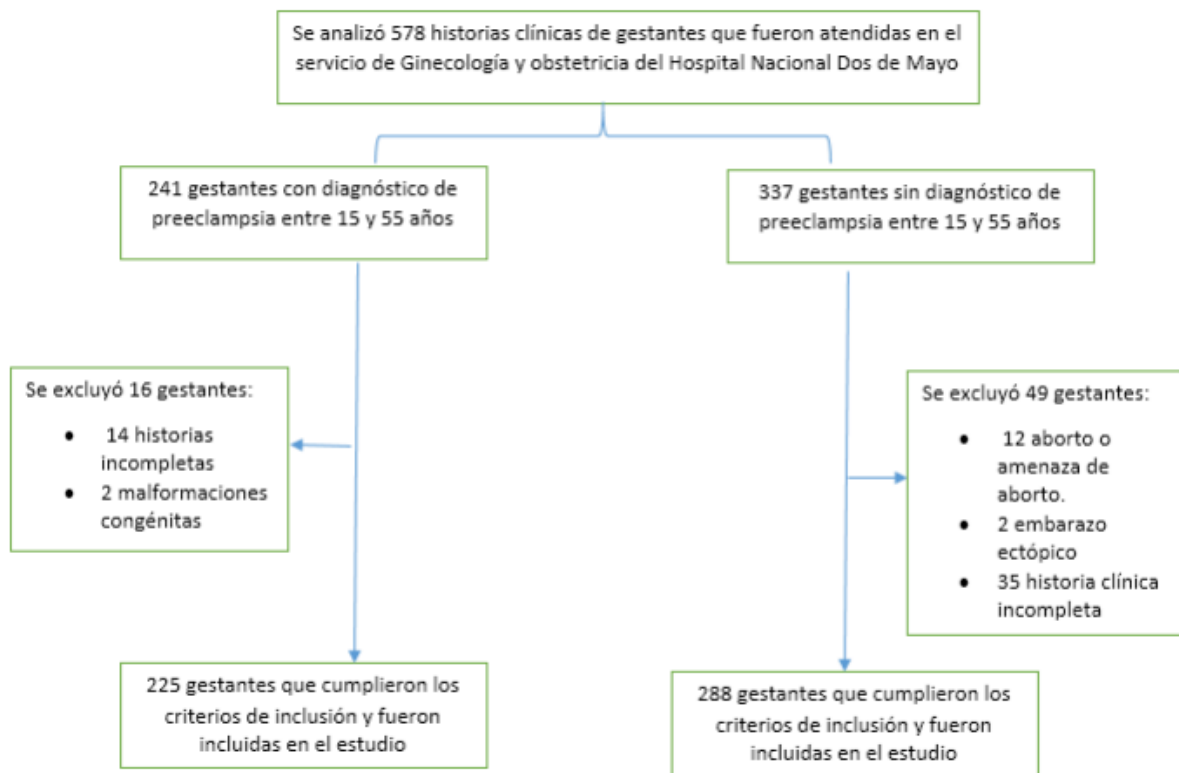 Se analizó 578 historias clínicas de gestantes que fueron atendidas en el
servicio de Ginecología y obstetricia del Hospital Nacional Dos de Mayo
241 gestantes con diagnóstico de
preeclampsia entre 15 y 55 años
337 gestantes sin diagnóstico de
preeclampsia entre 15 y 55 años
Se excluyó 16 gestantes:
• 14 historias
incompletas
• 2 malformaciones
congénitas
Se excluyó 49 gestantes:
• 12 aborto o
amenaza de
aborto.
• 2 embarazo
ectópico
• 35 historia clínica
incompleta
225 gestantes que cumplieron los
criterios de inclusión y fueron
incluidas en el estudio
288 gestantes que cumplieron los
criterios de inclusión y fueron
incluidas en el estudio